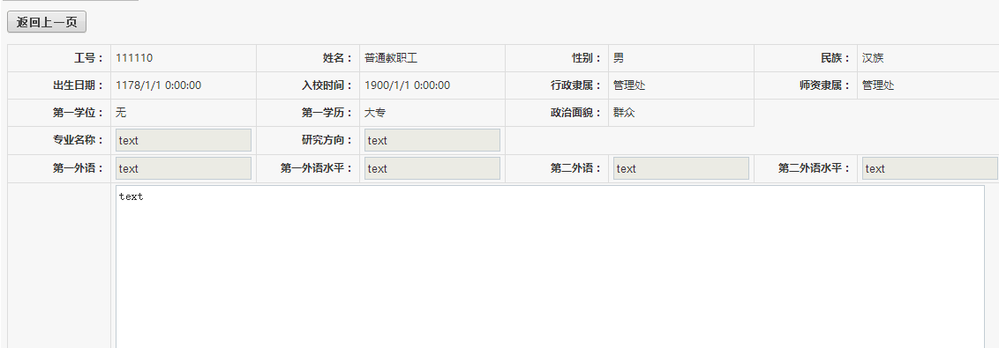 返回上一页
工号： 111110 姓名： 普通教职工 性别： 男 民族： 汉族
出生日期： 1178/1/1 0:00:00 入校时间： 1900/1/1 0:00:00 行政隶属： 管理处 师资隶属： 管理处
第一学位： 无 第一学历： 大专 政治面貌： 群众
专业名称： text 研究方向： text
第一外语： text 第一外语水平： text 第二外语： text 第二外语水平： text
text